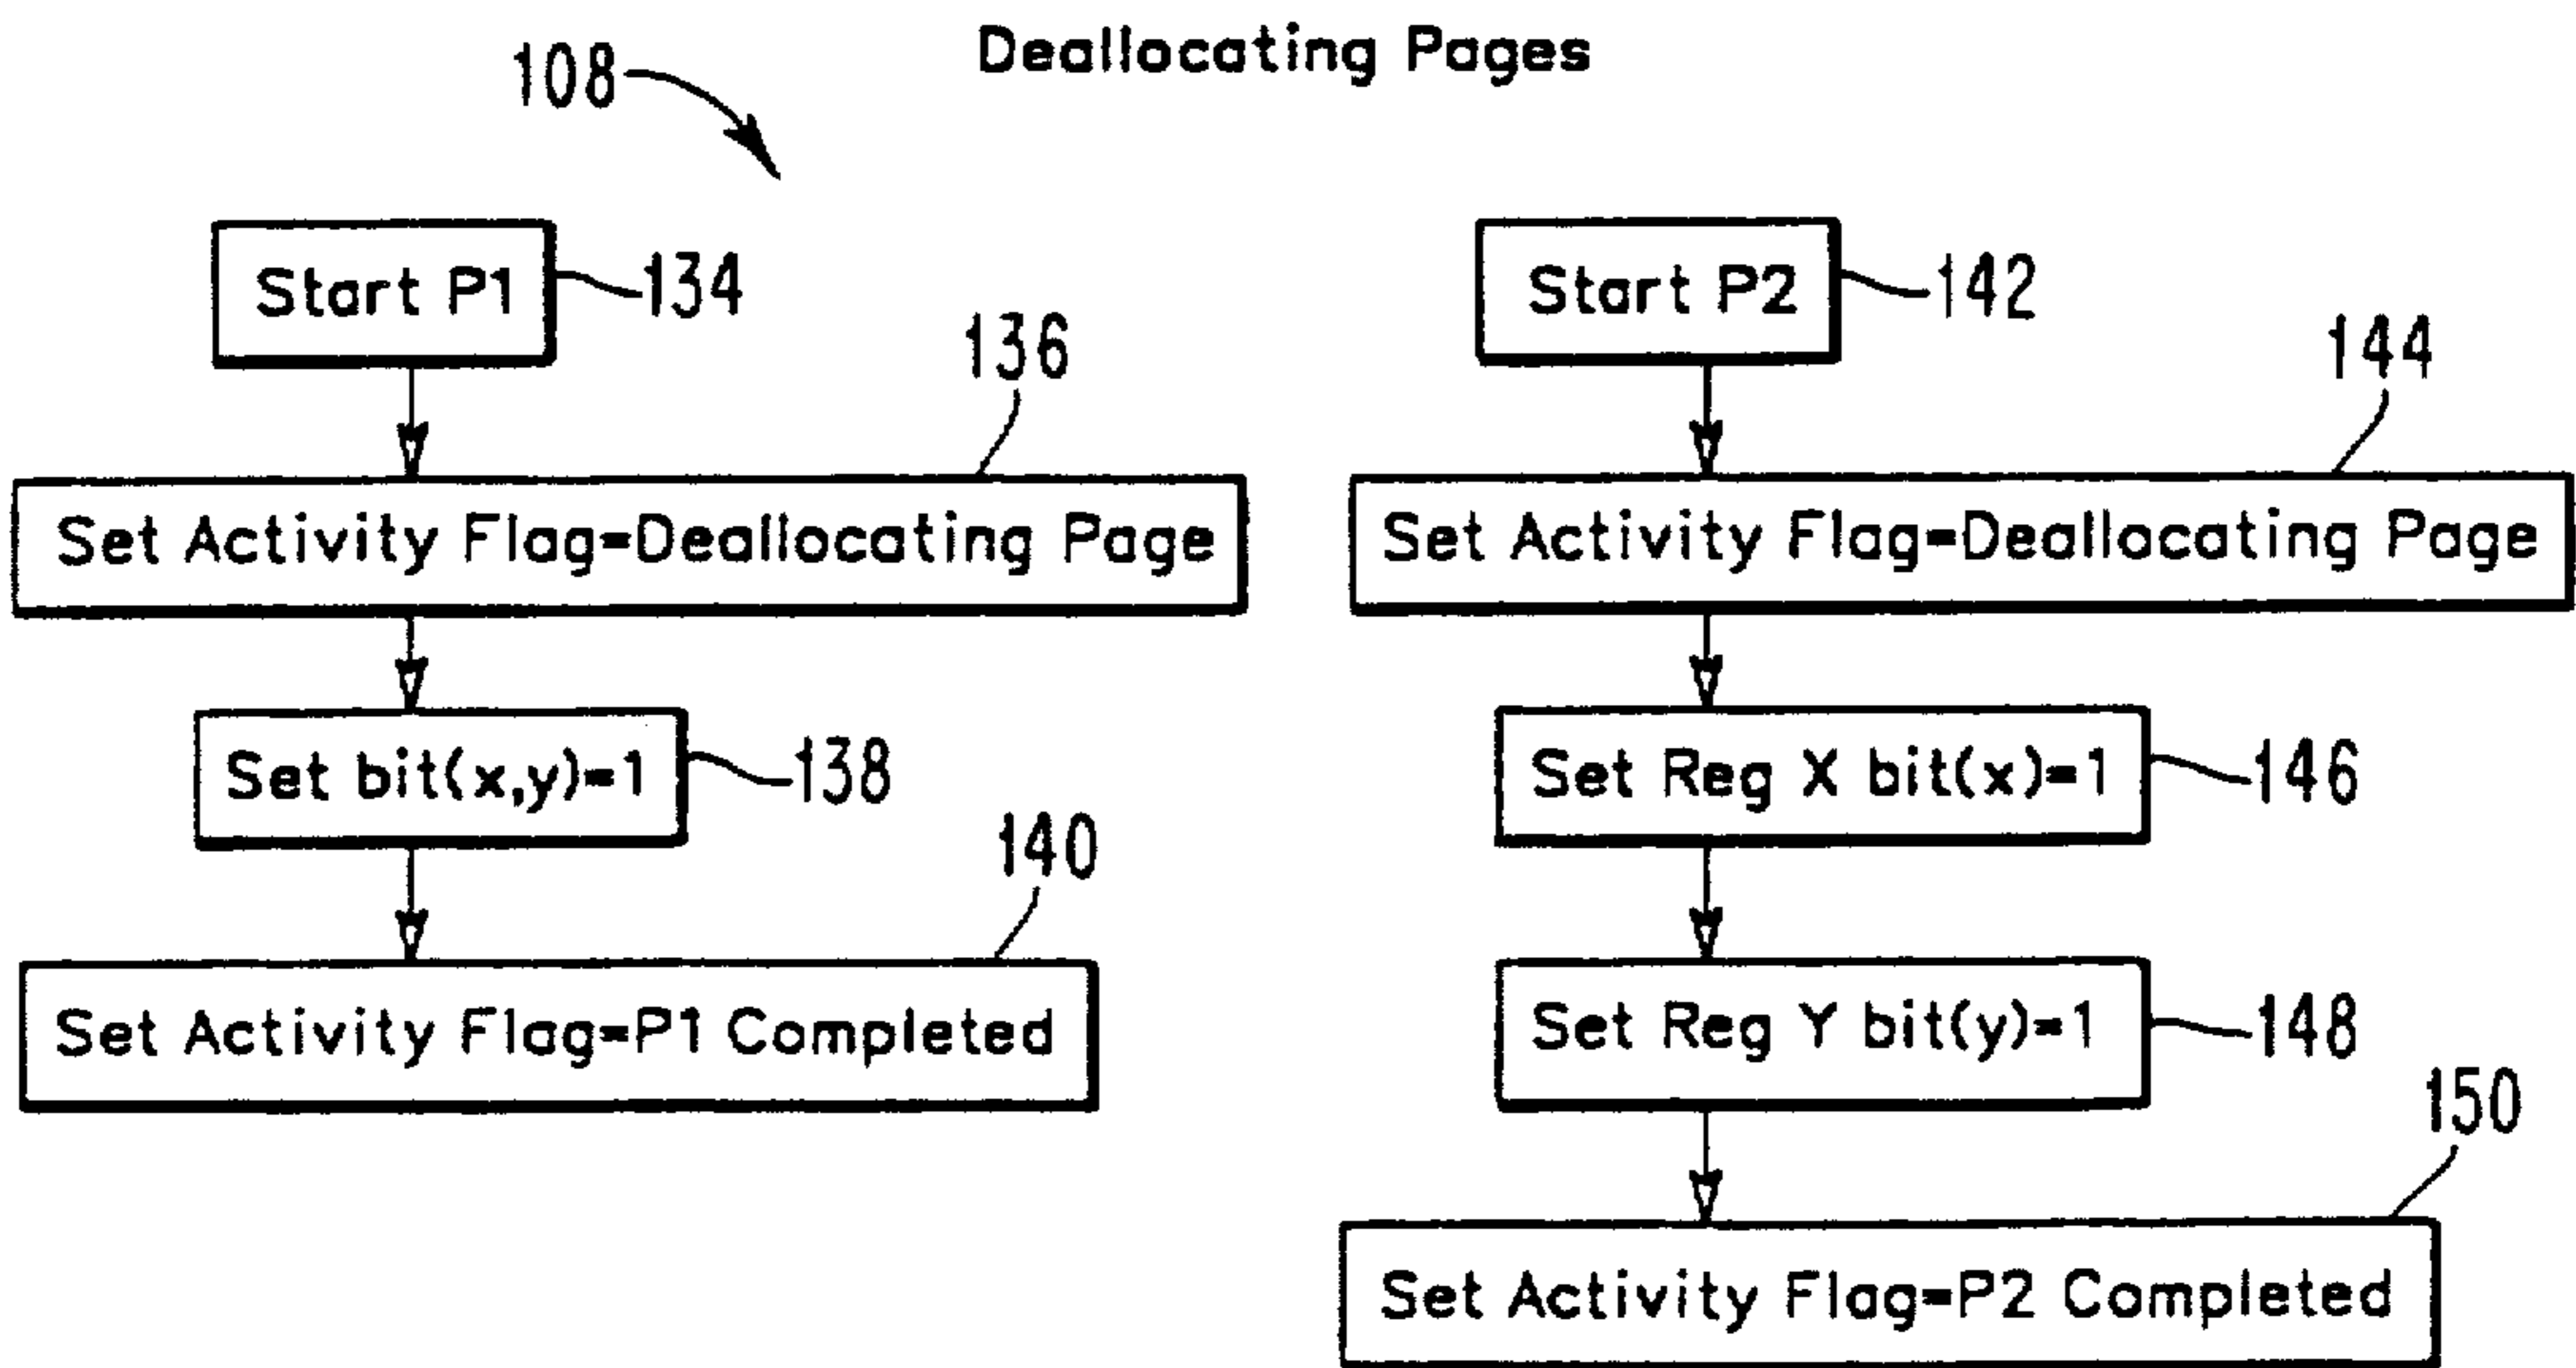 Deallocating Pages
108
Start P1
134
Start P2
142
136
144
Set Activity Flag=Deallocating Page
Set Activity Flag=Deallocating Page
Set bit(x,y)=1
138
Set Reg X bit(x)=1
146
140
Set Activity Flag=P1 Completed
Set Reg Y bit(y)=1
148
150
Set Activity Flag=P2 Completed